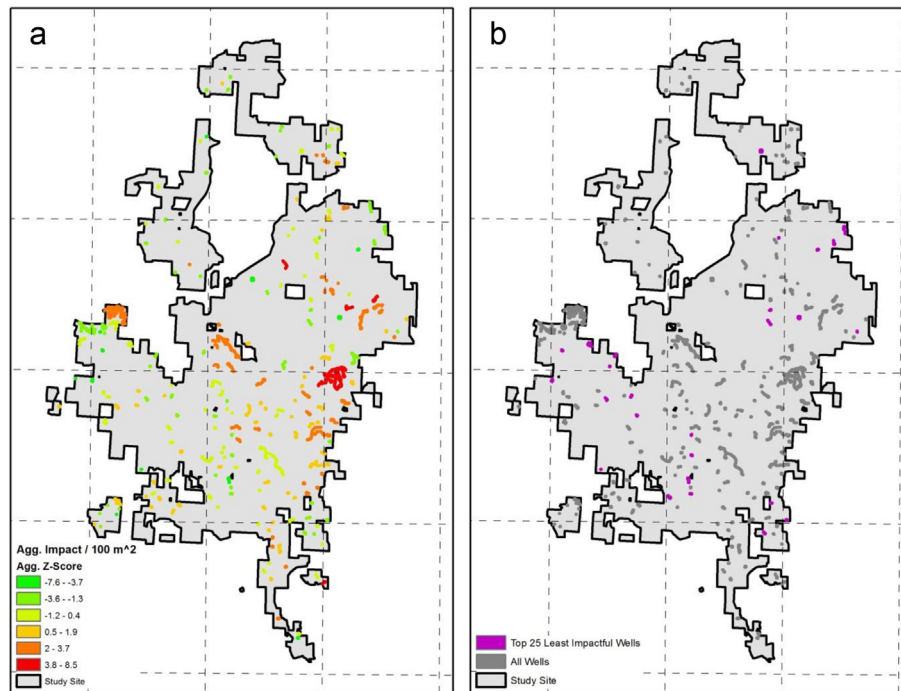 a
Agg. Impact / 100 m^2
Agg. Z-Score
-7.6 - -3.7
-3.6 - -1.3
-1.2 - 0.4
0.5 - 1.9
2 - 3.7
3.8 - 8.5
Study Site
b
Top 25 Least Impactful Wells
All Wells
Study Site